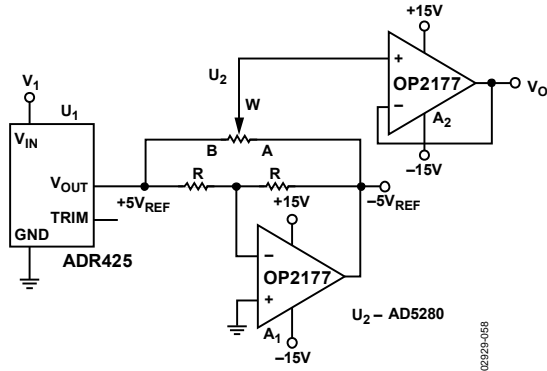 +15V
V1
U1
U2
+
OP2177
VO
W
−
A2
VIN
B
A
−15V
VOUT
R
R
+5VREF
−5VREF
TRIM
+15V
GND
−
OP2177
ADR425
+
U2 – AD5280
A1
−15V
02929-058